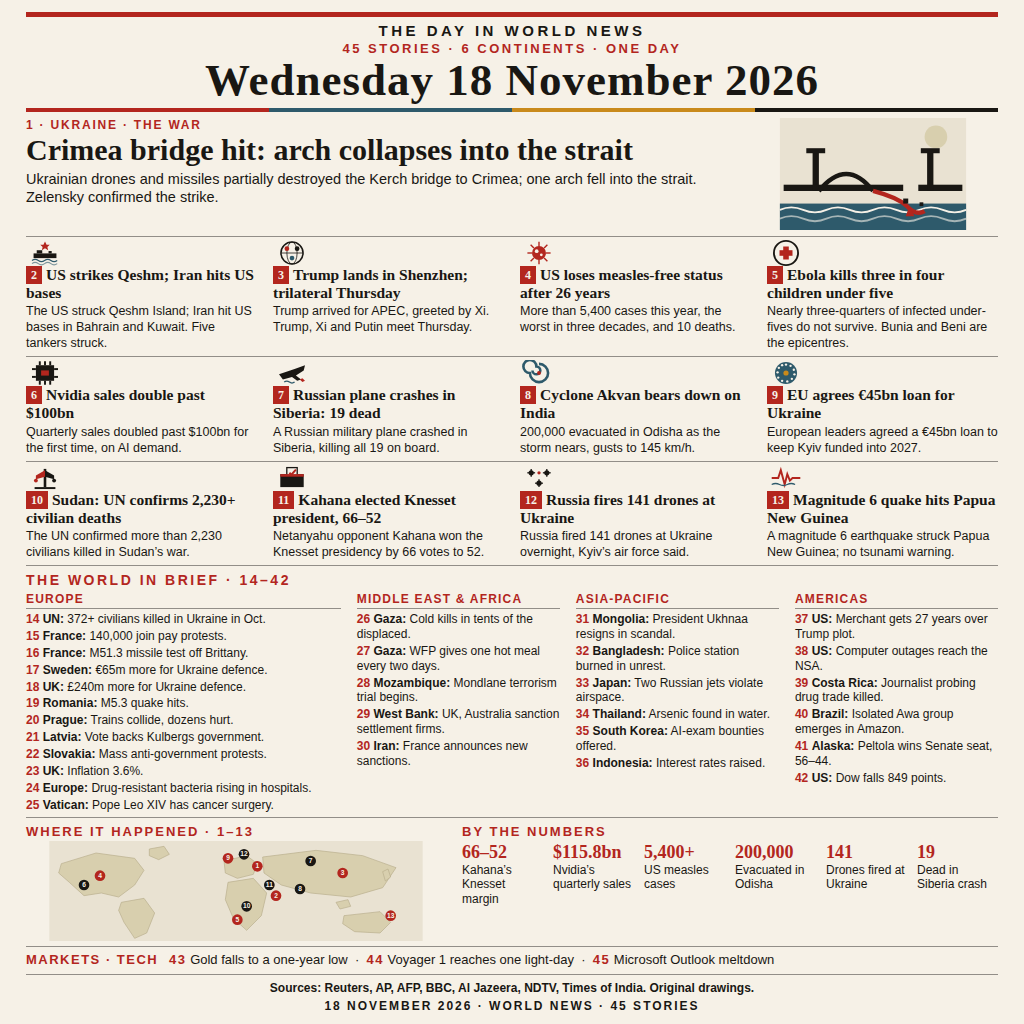 THE DAY IN WORLD NEWS
45 STORIES · 6 CONTINENTS · ONE DAY
Wednesday 18 November 2026
1 · UKRAINE · THE WAR
Crimea bridge hit: arch collapses into the strait
Ukrainian drones and missiles partially destroyed the Kerch bridge to Crimea; one arch fell into the strait.
Zelensky confirmed the strike.
2 US strikes Qeshm; Iran hits US
bases
The US struck Qeshm Island; Iran hit US
bases in Bahrain and Kuwait. Five
tankers struck.
3 Trump lands in Shenzhen;
trilateral Thursday
Trump arrived for APEC, greeted by Xi.
Trump, Xi and Putin meet Thursday.
4 US loses measles-free status
after 26 years
More than 5,400 cases this year, the
worst in three decades, and 10 deaths.
5 Ebola kills three in four
children under five
Nearly three-quarters of infected under-
fives do not survive. Bunia and Beni are
the epicentres.
6 Nvidia sales double past
$100bn
Quarterly sales doubled past $100bn for
the first time, on AI demand.
7 Russian plane crashes in
Siberia: 19 dead
A Russian military plane crashed in
Siberia, killing all 19 on board.
8 Cyclone Akvan bears down on
India
200,000 evacuated in Odisha as the
storm nears, gusts to 145 km/h.
9 EU agrees €45bn loan for
Ukraine
European leaders agreed a €45bn loan to
keep Kyiv funded into 2027.
10 Sudan: UN confirms 2,230+
civilian deaths
The UN confirmed more than 2,230
civilians killed in Sudan’s war.
11 Kahana elected Knesset
president, 66–52
Netanyahu opponent Kahana won the
Knesset presidency by 66 votes to 52.
12 Russia fires 141 drones at
Ukraine
Russia fired 141 drones at Ukraine
overnight, Kyiv’s air force said.
13 Magnitude 6 quake hits Papua
New Guinea
A magnitude 6 earthquake struck Papua
New Guinea; no tsunami warning.
THE WORLD IN BRIEF · 14–42
EUROPE
14 UN: 372+ civilians killed in Ukraine in Oct.
15 France: 140,000 join pay protests.
16 France: M51.3 missile test off Brittany.
17 Sweden: €65m more for Ukraine defence.
18 UK: £240m more for Ukraine defence.
19 Romania: M5.3 quake hits.
20 Prague: Trains collide, dozens hurt.
21 Latvia: Vote backs Kulbergs government.
22 Slovakia: Mass anti-government protests.
23 UK: Inflation 3.6%.
24 Europe: Drug-resistant bacteria rising in hospitals.
25 Vatican: Pope Leo XIV has cancer surgery.
MIDDLE EAST & AFRICA
26 Gaza: Cold kills in tents of the
displaced.
27 Gaza: WFP gives one hot meal
every two days.
28 Mozambique: Mondlane terrorism
trial begins.
29 West Bank: UK, Australia sanction
settlement firms.
30 Iran: France announces new
sanctions.
ASIA-PACIFIC
31 Mongolia: President Ukhnaa
resigns in scandal.
32 Bangladesh: Police station
burned in unrest.
33 Japan: Two Russian jets violate
airspace.
34 Thailand: Arsenic found in water.
35 South Korea: AI-exam bounties
offered.
36 Indonesia: Interest rates raised.
AMERICAS
37 US: Merchant gets 27 years over
Trump plot.
38 US: Computer outages reach the
NSA.
39 Costa Rica: Journalist probing
drug trade killed.
40 Brazil: Isolated Awa group
emerges in Amazon.
41 Alaska: Peltola wins Senate seat,
56–44.
42 US: Dow falls 849 points.
WHERE IT HAPPENED · 1–13
9
12
1
7
3
4
6
11
2
8
10
5
13
BY THE NUMBERS
66–52
Kahana’s
Knesset
margin
$115.8bn
Nvidia’s
quarterly sales
5,400+
US measles
cases
200,000
Evacuated in
Odisha
141
Drones fired at
Ukraine
19
Dead in
Siberia crash
MARKETS · TECH 43 Gold falls to a one-year low · 44 Voyager 1 reaches one light-day · 45 Microsoft Outlook meltdown
Sources: Reuters, AP, AFP, BBC, Al Jazeera, NDTV, Times of India. Original drawings.
18 NOVEMBER 2026 · WORLD NEWS · 45 STORIES